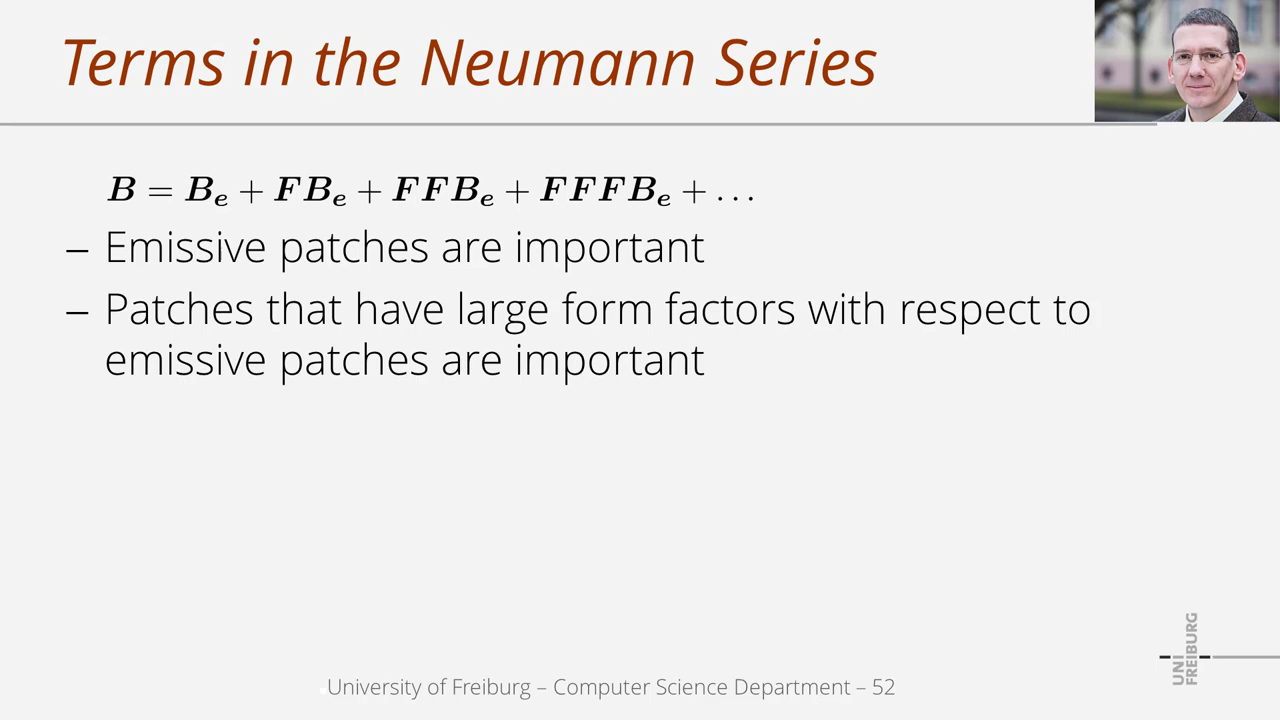 Terms in the Neumann Series
B = Bₑ + FBₑ + FFBₑ + FFFBₑ + ...
– Emissive patches are important
– Patches that have large form factors with respect to
emissive patches are important
UNI
FREIBURG
University of Freiburg – Computer Science Department – 52